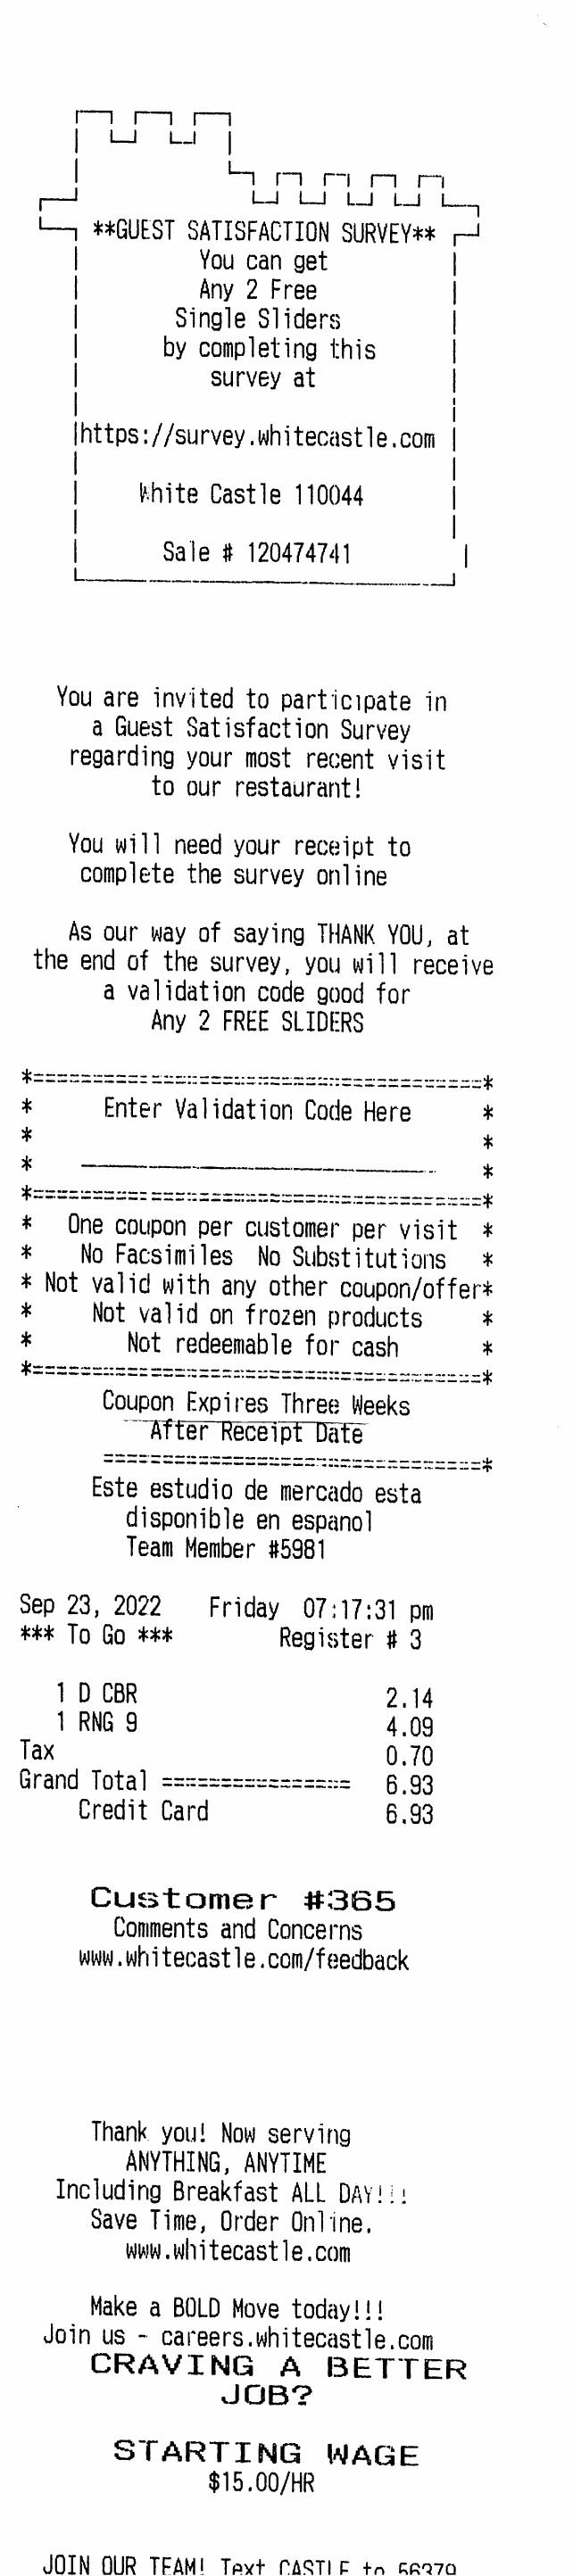 **GUEST SATISFACTION SURVEY**
You can get
Any 2 Free
Single Sliders
by completing this
survey at
https://survey.whitecastle.com
White Castle 110044
Sale # 120474741
You are invited to participate in
a Guest Satisfaction Survey
regarding your most recent visit
to our restaurant!
You will need your receipt to
complete the survey online
As our way of saying THANK YOU, at
the end of the survey, you will receive
a validation code good for
Any 2 FREE SLIDERS
*======================================*
* Enter Validation Code Here *
* *
* ______________________________ *
*======================================*
* One coupon per customer per visit *
* No Facsimiles No Substitutions *
* Not valid with any other coupon/offer*
* Not valid on frozen products *
* Not redeemable for cash *
*======================================*
Coupon Expires Three Weeks
After Receipt Date
================================*
Este estudio de mercado esta
disponible en espanol
Team Member #5981
Sep 23, 2022 Friday 07:17:31 pm
*** To Go *** Register # 3
1 D CBR 2.14
1 RNG 9 4.09
Tax 0.70
Grand Total ================ 6.93
Credit Card 6.93
Customer #365
Comments and Concerns
www.whitecastle.com/feedback
Thank you! Now serving
ANYTHING, ANYTIME
Including Breakfast ALL DAY!!!
Save Time, Order Online.
www.whitecastle.com
Make a BOLD Move today!!!
Join us - careers.whitecastle.com
CRAVING A BETTER
JOB?
STARTING WAGE
$15.00/HR
JOIN OUR TEAM! Text CASTLE to 56379